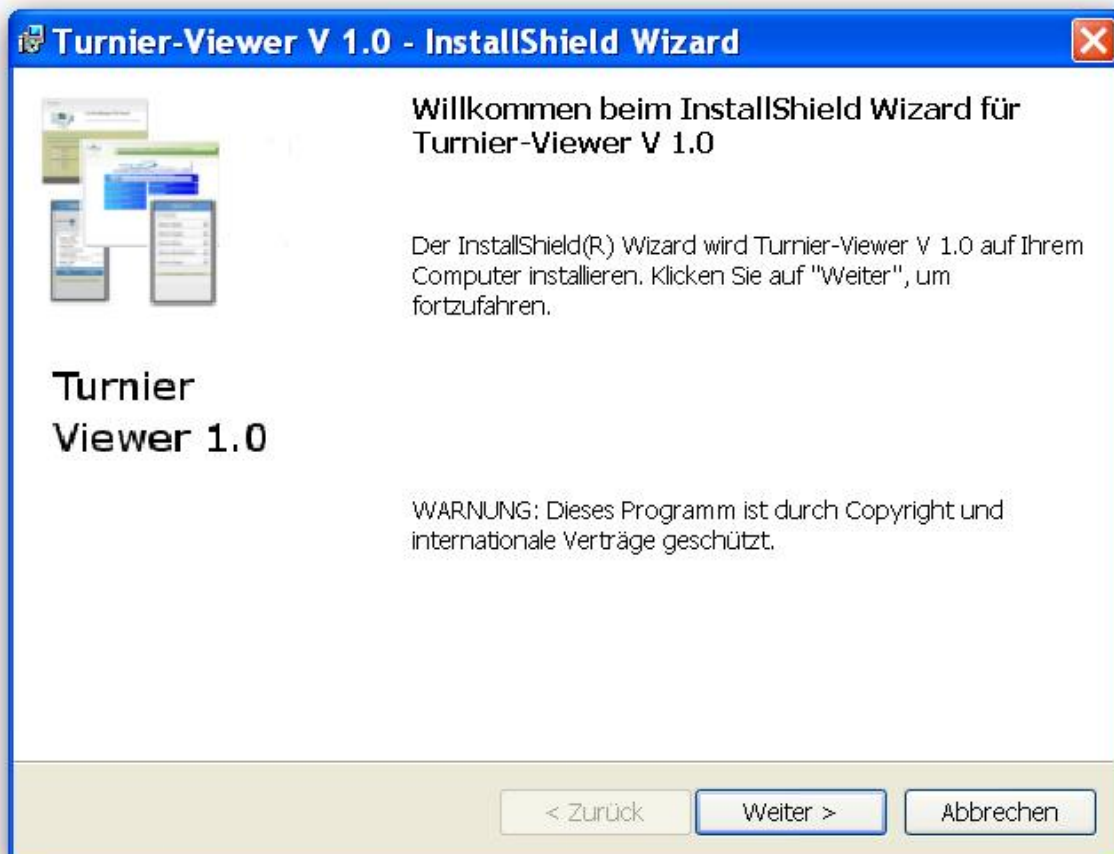 Turnier-Viewer V 1.0 - InstallShield Wizard
Willkommen beim InstallShield Wizard für
Turnier-Viewer V 1.0
Der InstallShield(R) Wizard wird Turnier-Viewer V 1.0 auf Ihrem
Computer installieren. Klicken Sie auf "Weiter", um
fortzufahren.
Turnier
Viewer 1.0
WARNUNG: Dieses Programm ist durch Copyright und
internationale Verträge geschützt.
< Zurück
Weiter >
Abbrechen